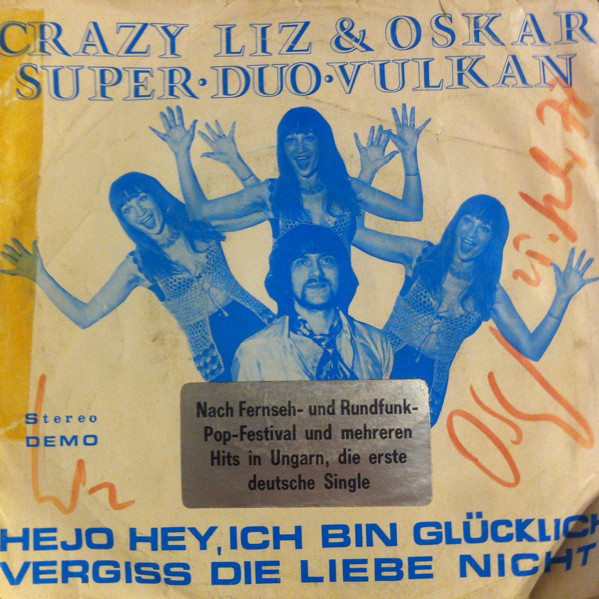 CRAZY LIZ & OSKAR
SUPER·DUO·VULKAN
Stereo
DEMO
Nach Fernseh- und Rundfunk-
Pop-Festival und mehreren
Hits in Ungarn, die erste
deutsche Single
HEJO HEY, ICH BIN GLÜCKLICH
VERGISS DIE LIEBE NICHT